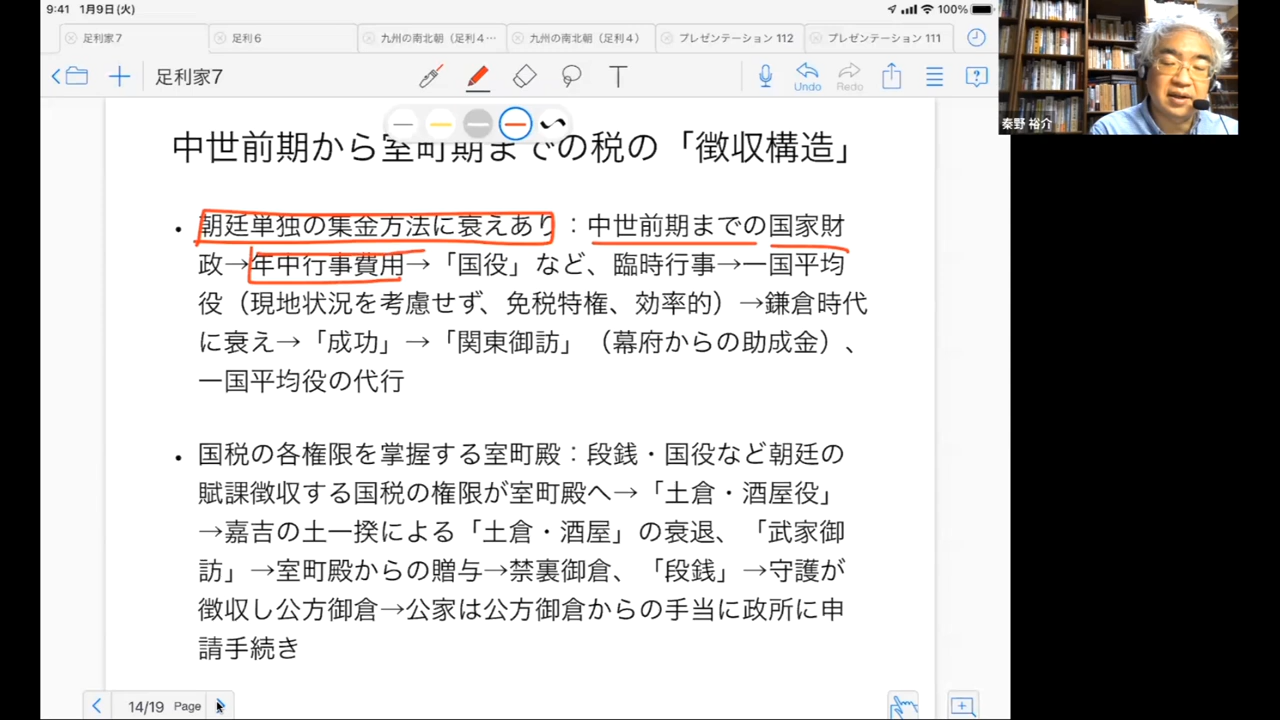 9:41 1月9日(火) 100%
足利家7 足利6 九州の南北朝（足利４… 九州の南北朝（足利４） プレゼンテーション 112 プレゼンテーション 111
足利家7 T Undo Redo
中世前期から室町期までの税の「徴収構造」
• 朝廷単独の集金方法に衰えあり：中世前期までの国家財
政→年中行事費用→「国役」など、臨時行事→一国平均
役（現地状況を考慮せず、免税特権、効率的）→鎌倉時代
に衰え→「成功」→「関東御訪」（幕府からの助成金）、
一国平均役の代行
• 国税の各権限を掌握する室町殿：段銭・国役など朝廷の
賦課徴収する国税の権限が室町殿へ→「土倉・酒屋役」
→嘉吉の土一揆による「土倉・酒屋」の衰退、「武家御
訪」→室町殿からの贈与→禁裏御倉、「段銭」→守護が
徴収し公方御倉→公家は公方御倉からの手当に政所に申
請手続き
14/19 Page
秦野 裕介